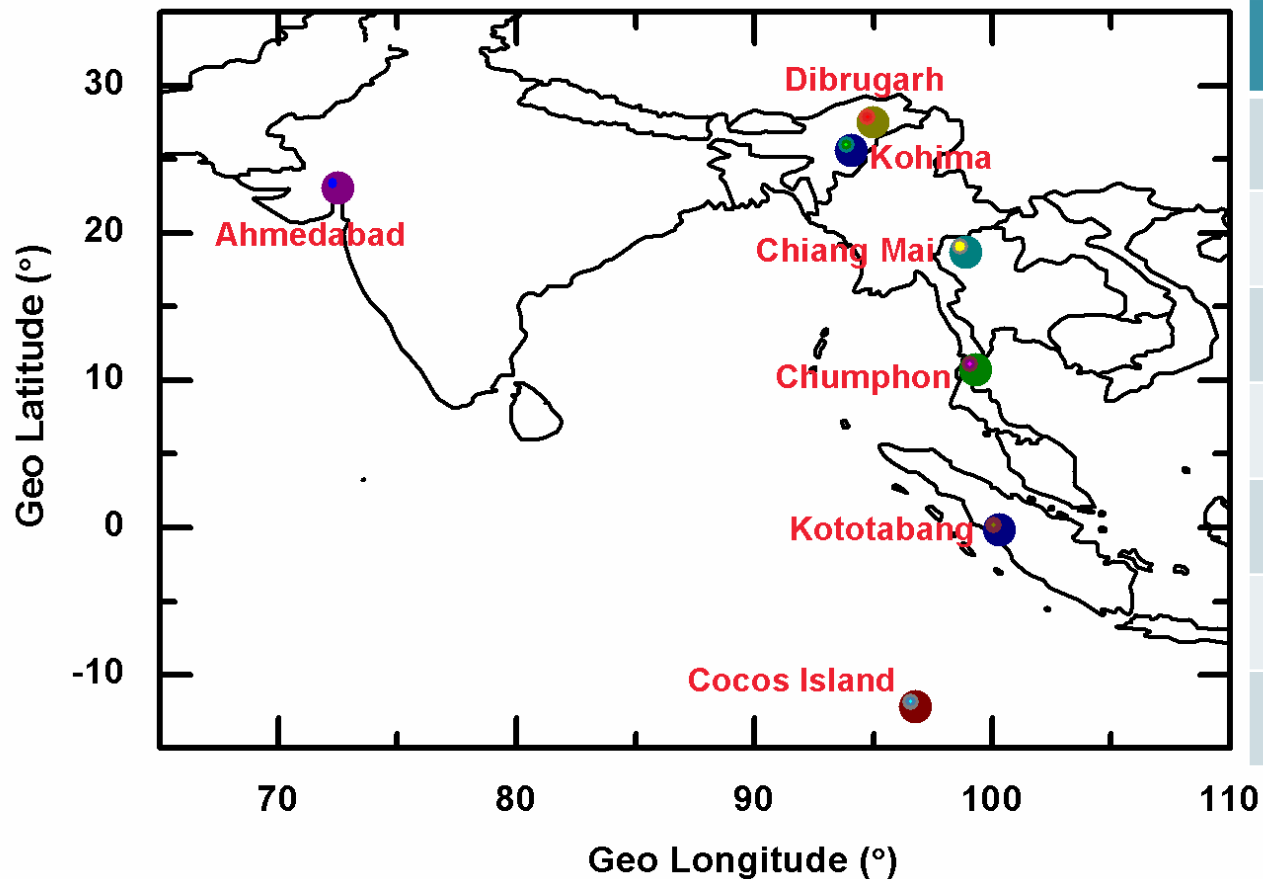 30
20
10
0
-10
Geo Latitude (°)
Dibrugarh
Kohima
Ahmedabad
Chiang Mai
Chumphon
Kototabang
Cocos Island
70
80
90
100
110
Geo Longitude (°)